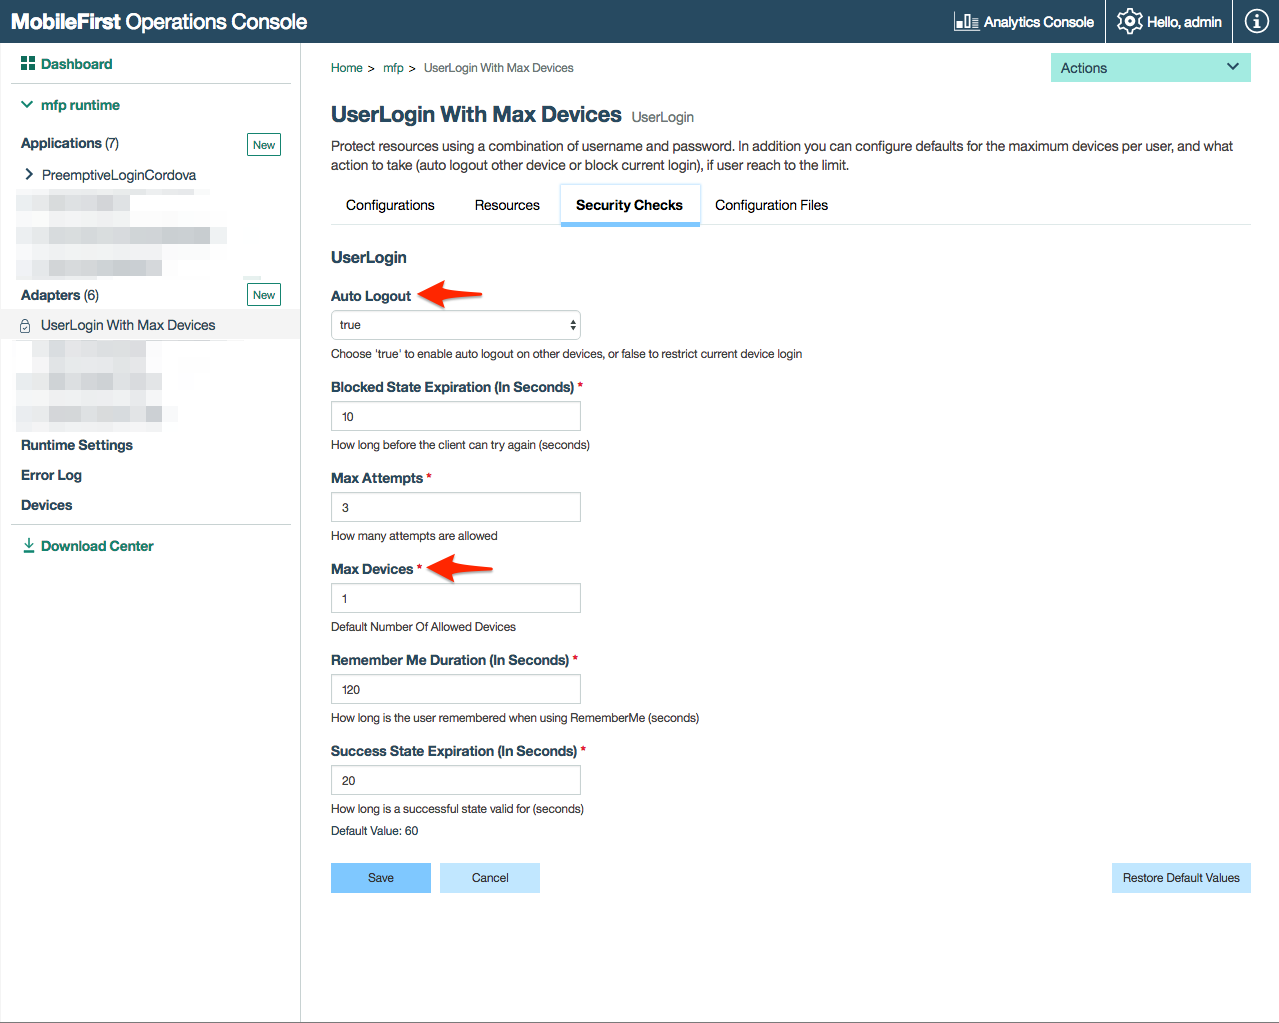 MobileFirst Operations Console
Analytics Console
Hello, admin
Dashboard
mfp runtime
Applications (7)
New
PreemptiveLoginCordova
Adapters (6)
New
UserLogin With Max Devices
Runtime Settings
Error Log
Devices
Download Center
Home > mfp > UserLogin With Max Devices
Actions
UserLogin With Max Devices UserLogin
Protect resources using a combination of username and password. In addition you can configure defaults for the maximum devices per user, and what
action to take (auto logout other device or block current login), if user reach to the limit.
Configurations Resources Security Checks Configuration Files
UserLogin
Auto Logout
true
Choose 'true' to enable auto logout on other devices, or false to restrict current device login
Blocked State Expiration (In Seconds) *
10
How long before the client can try again (seconds)
Max Attempts *
3
How many attempts are allowed
Max Devices *
1
Default Number Of Allowed Devices
Remember Me Duration (In Seconds) *
120
How long is the user remembered when using RememberMe (seconds)
Success State Expiration (In Seconds) *
20
How long is a successful state valid for (seconds)
Default Value: 60
Save Cancel Restore Default Values